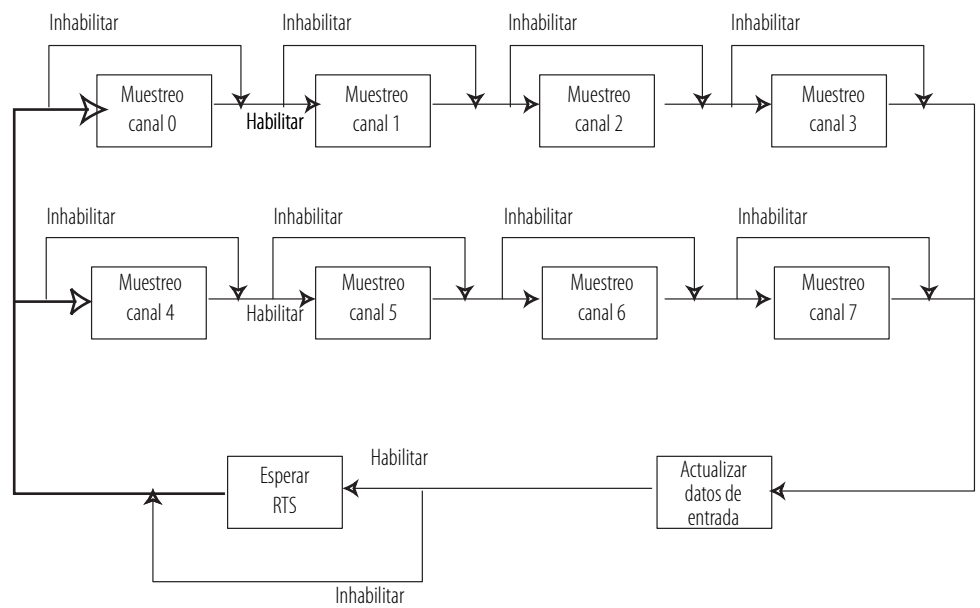 Inhabilitar
Inhabilitar
Inhabilitar
Inhabilitar
Muestreo
canal 0
Habilitar
Muestreo
canal 1
Muestreo
canal 2
Muestreo
canal 3
Inhabilitar
Inhabilitar
Inhabilitar
Inhabilitar
Muestreo
canal 4
Habilitar
Muestreo
canal 5
Muestreo
canal 6
Muestreo
canal 7
Esperar
RTS
Habilitar
Actualizar
datos de
entrada
Inhabilitar